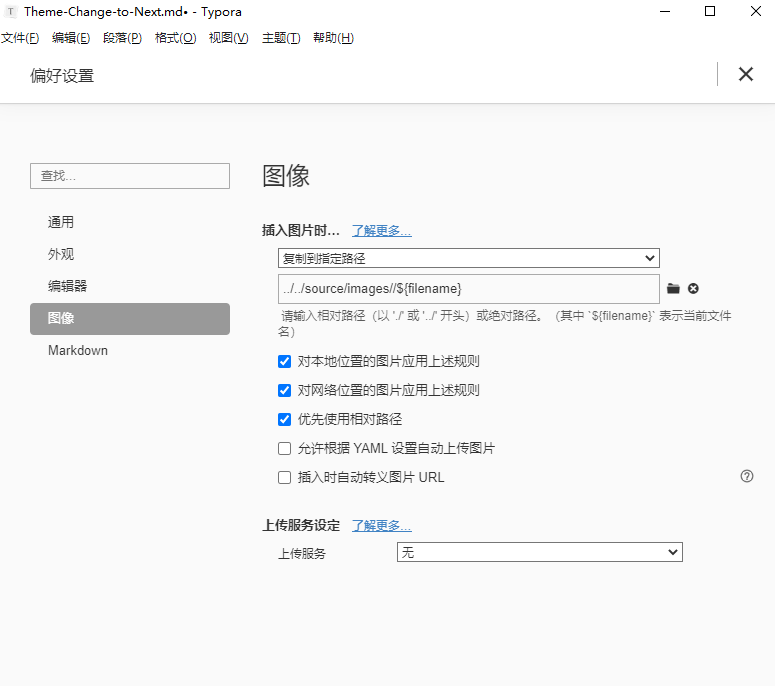 T Theme-Change-to-Next.md• - Typora
文件(F) 编辑(E) 段落(P) 格式(O) 视图(V) 主题(T) 帮助(H)
偏好设置
查找...
通用
外观
编辑器
图像
Markdown
图像
插入图片时... 了解更多...
复制到指定路径
../../source/images//${filename}
请输入相对路径（以 './' 或 '../' 开头）或绝对路径。（其中 `${filename}` 表示当前文件
名）
对本地位置的图片应用上述规则
对网络位置的图片应用上述规则
优先使用相对路径
允许根据 YAML 设置自动上传图片
插入时自动转义图片 URL
上传服务设定 了解更多...
上传服务 无